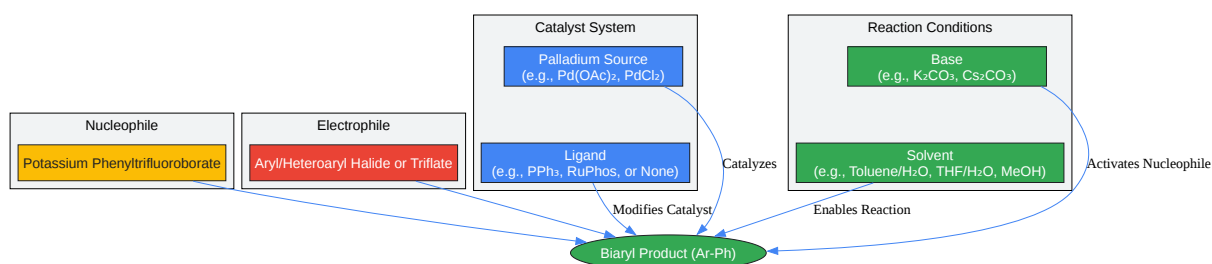 Catalyst System
Palladium Source
(e.g., Pd(OAc)₂, PdCl₂)
Ligand
(e.g., PPh₃, RuPhos, or None)
Reaction Conditions
Base
(e.g., K₂CO₃, Cs₂CO₃)
Solvent
(e.g., Toluene/H₂O, THF/H₂O, MeOH)
Nucleophile
Potassium Phenyltrifluoroborate
Electrophile
Aryl/Heteroaryl Halide or Triflate
Catalyzes
Activates Nucleophile
Modifies Catalyst
Enables Reaction
Biaryl Product (Ar-Ph)